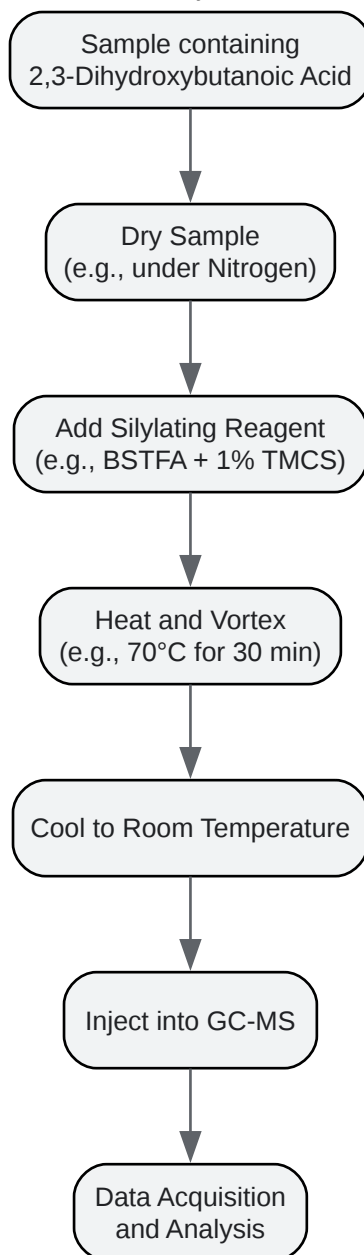 Sample containing
2,3-Dihydroxybutanoic Acid
Dry Sample
(e.g., under Nitrogen)
Add Silylating Reagent
(e.g., BSTFA + 1% TMCS)
Heat and Vortex
(e.g., 70°C for 30 min)
Cool to Room Temperature
Inject into GC-MS
Data Acquisition
and Analysis